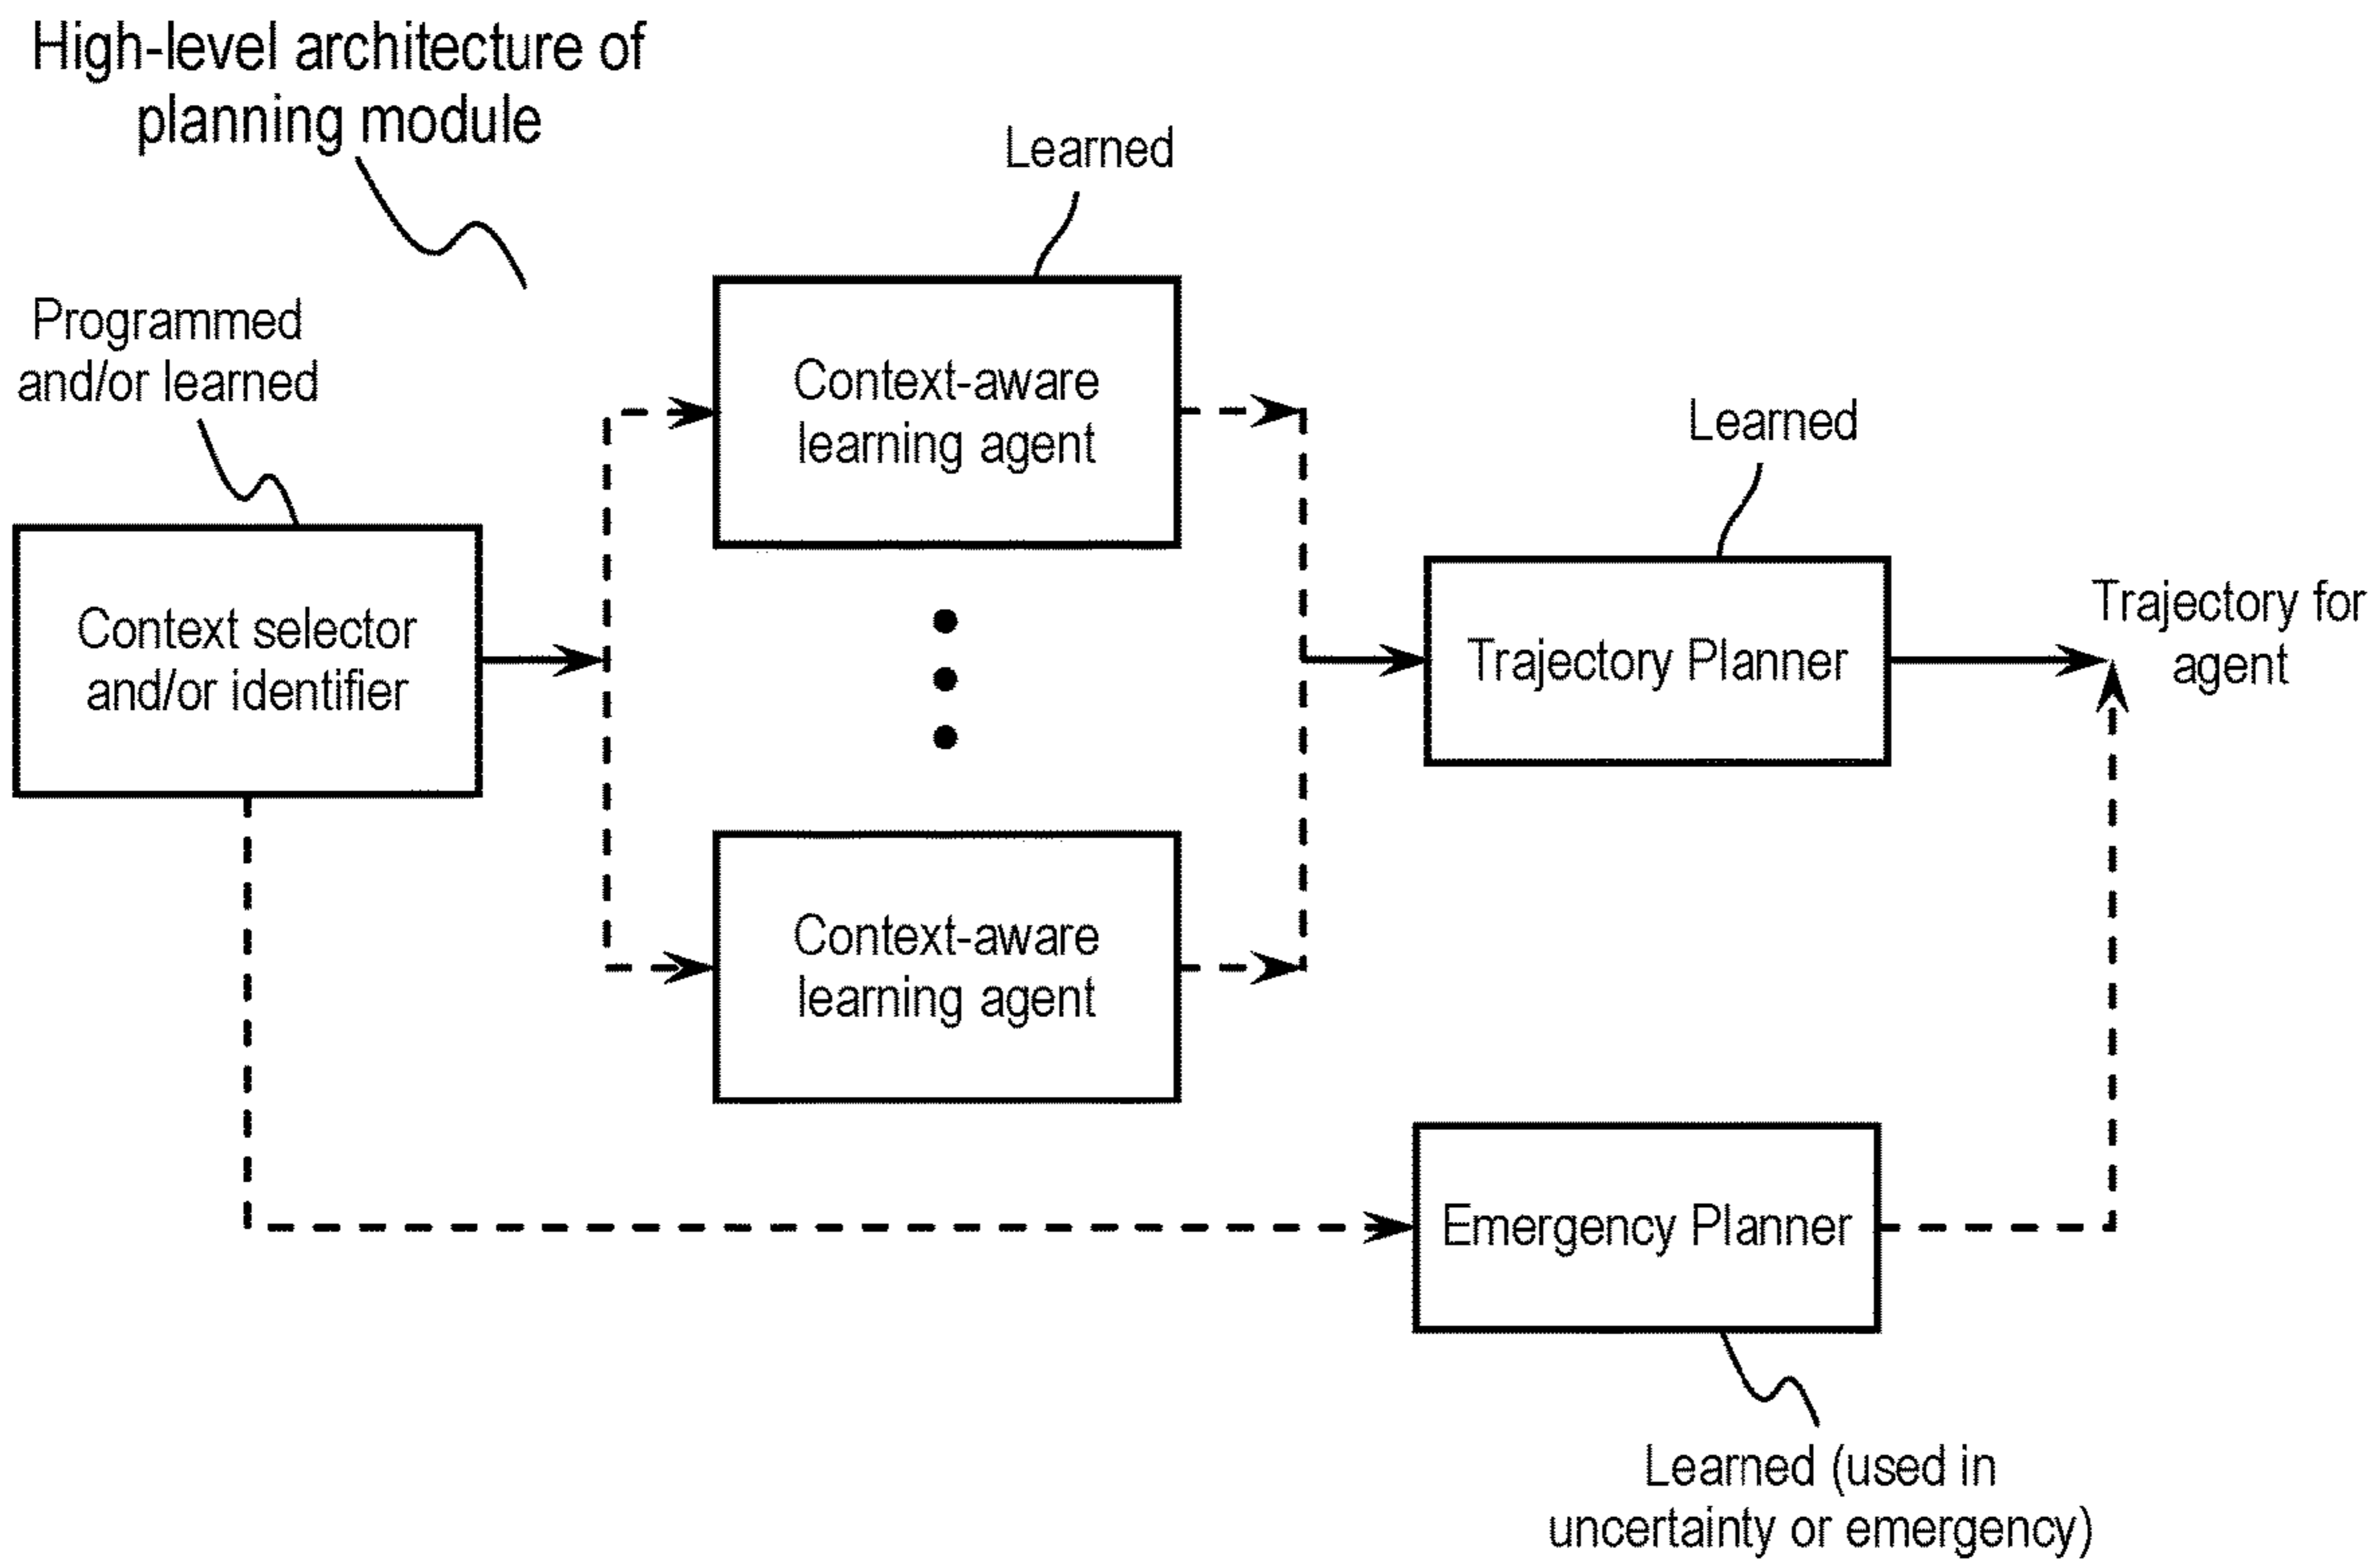 High-level architecture of
planning module
Learned
Programmed
and/or learned
Context-aware
learning agent
Learned
Context selector
and/or identifier
Trajectory Planner
Trajectory for
agent
Context-aware
learning agent
Emergency Planner
Learned (used in
uncertainty or emergency)